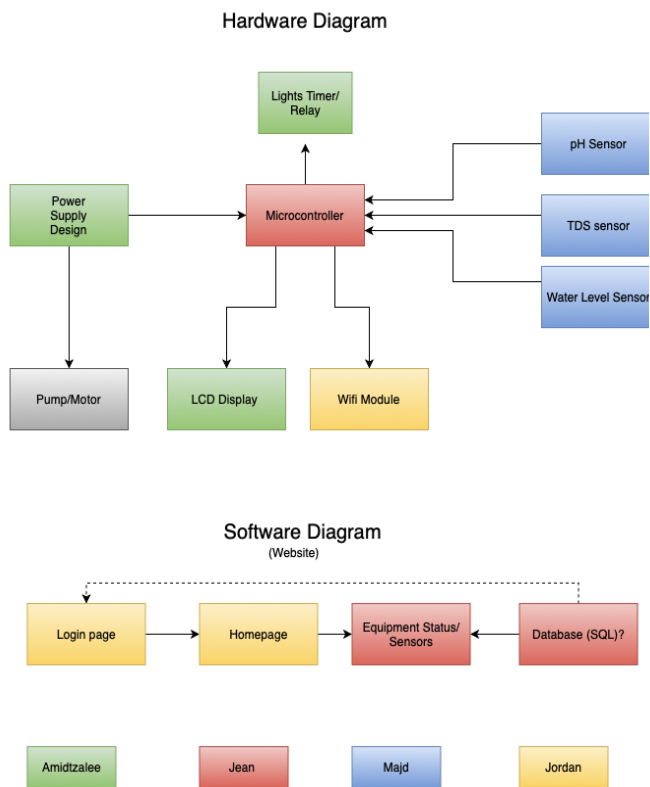 Hardware Diagram
Lights Timer/
Relay
pH Sensor
Power
Supply
Design
Microcontroller
TDS sensor
Water Level Sensor
Pump/Motor
LCD Display
Wifi Module
Software Diagram
(Website)
Login page
Homepage
Equipment Status/
Sensors
Database (SQL)?
Amidtzalee
Jean
Majd
Jordan